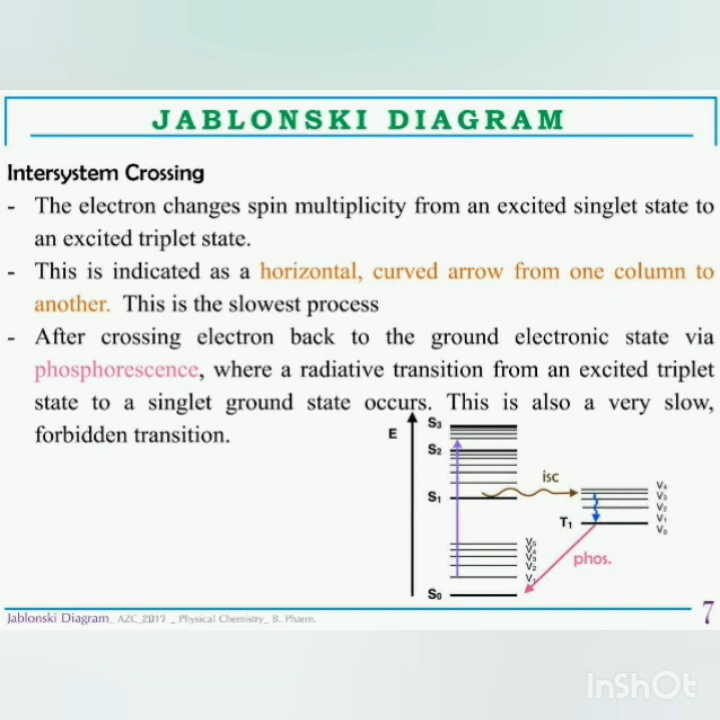 JABLONSKI DIAGRAM
Intersystem Crossing
- The electron changes spin multiplicity from an excited singlet state to
an excited triplet state.
- This is indicated as a horizontal, curved arrow from one column to
another. This is the slowest process
- After crossing electron back to the ground electronic state via
phosphorescence, where a radiative transition from an excited triplet
state to a singlet ground state occurs. This is also a very slow,
forbidden transition.
E
S₃
S₂
S₁
S₀
isc
T₁
V₄
V₃
V₂
V₁
V₀
V₅
V₄
V₃
V₂
V₁
phos.
Jablonski Diagram_ AZC_2017 _ Physical Chemistry_ B. Pharm.
7
InShOt